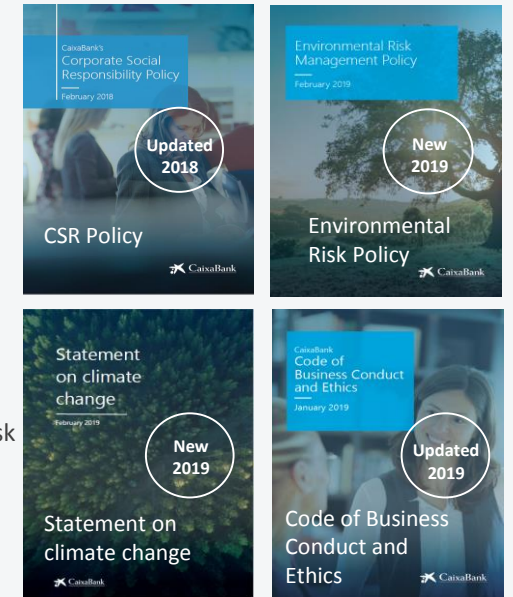 CaixaBank's
Corporate Social
Responsibility Policy
February 2018
Updated
2018
CSR Policy
CaixaBank
Environmental Risk
Management Policy
February 2019
New
2019
Environmental
Risk Policy
CaixaBank
sk
Statement
on climate
change
February 2019
New
2019
Statement on
climate change
CaixaBank
CaixaBank
Code of
Business Conduct
and Ethics
January 2019
Updated
2019
Code of Business
Conduct and
Ethics
CaixaBank